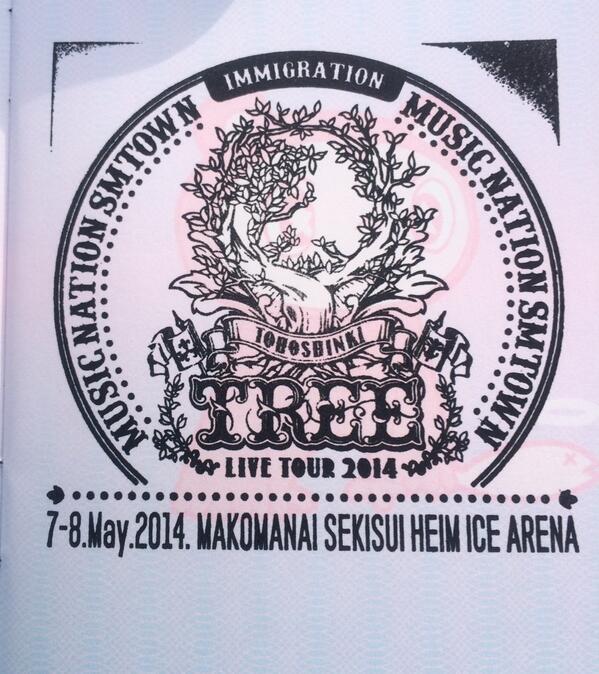 IMMIGRATION
MUSIC NATION SMTOWN
MUSIC NATION SMTOWN
TOHOSHINKI
TREE
LIVE TOUR 2014
7-8.May.2014. MAKOMANAI SEKISUI HEIM ICE ARENA